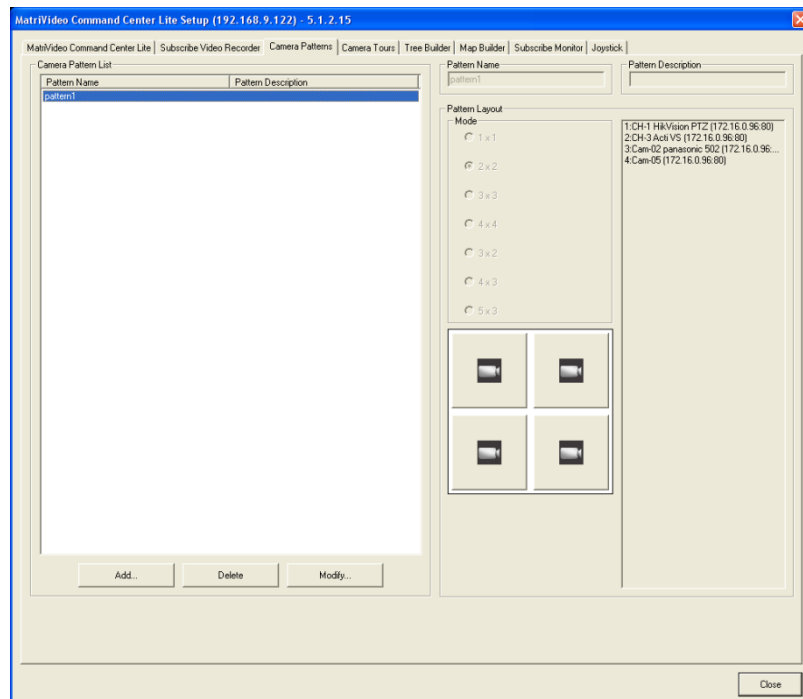 MatriVideo Command Center Lite Setup (192.168.9.122) - 5.1.2.15
MatriVideo Command Center Lite Subscribe Video Recorder Camera Patterns Camera Tours Tree Builder Map Builder Subscribe Monitor Joystick
Camera Pattern List
Pattern Name Pattern Description
pattern1
Add... Delete Modify...
Pattern Name
pattern1
Pattern Description
Pattern Layout
Mode
1 x 1
2 x 2
3 x 3
4 x 4
3 x 2
4 x 3
5 x 3
1:CH-1 HikVision PTZ (172.16.0.96:80)
2:CH-3 Acti VS (172.16.0.96:80)
3:Cam-02 panasonic 502 (172.16.0.96:...
4:Cam-05 (172.16.0.96:80)
Close